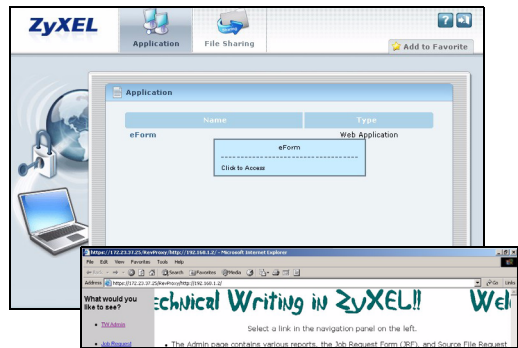 ZyXEL
Application
File Sharing
Add to Favorite
Application
Name
Type
eForm
Web Application
eForm
Click to Access
https://172.23.37.25/RevProxy/http://192.168.1.2/ - Microsoft Internet Explorer
File Edit View Favorites Tools Help
Search Favorites Media
Address https://172.23.37.25/RevProxy/http://192.168.1.2/
Go Links
What would you like to see?
TW Admin
Job Request
echnical Writing in ZyXEL!! Wel
Select a link in the navigation panel on the left.
The Admin page contains various reports, the Job Request Form (JRF), and Source File Request